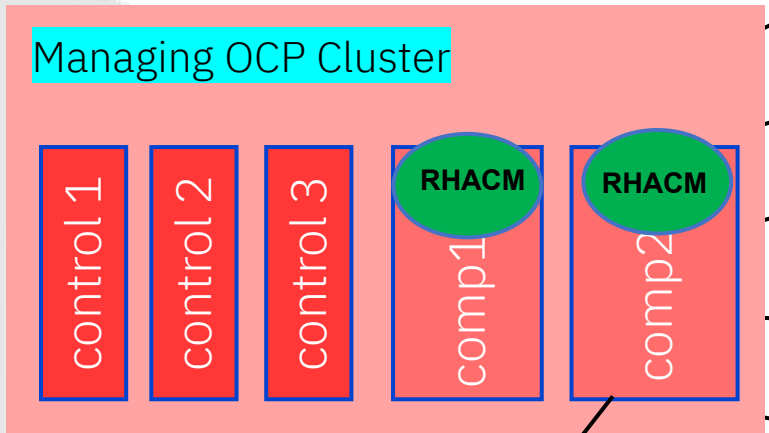 Managing OCP Cluster
control 1
control 2
control 3
RHACM
comp1
RHACM
comp2